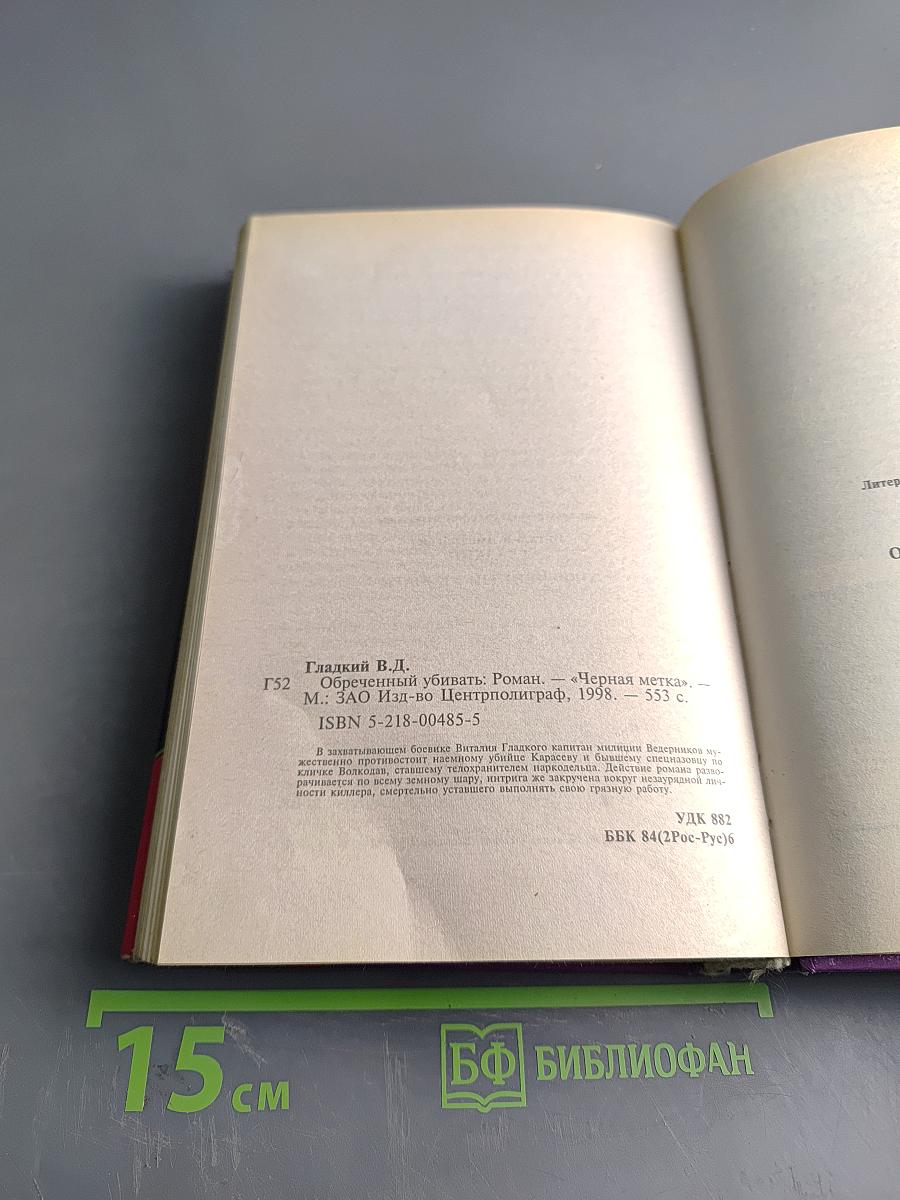 Гладкий В.Д.
Г52 Обреченный убивать: Роман. — «Черная метка». —
М.: ЗАО Изд-во Центрполиграф, 1998. — 553 с.
ISBN 5-218-00485-5
В захватывающем боевике Виталия Гладкого капитан милиции Ведерников му-
жественно противостоит наемному убийце Карасеву и бывшему спецназовцу по
кличке Волкодав, ставшему телохранителем наркодельца. Действие романа разво-
рачивается по всему земному шару, интрига же закручена вокруг незаурядной лич-
ности киллера, смертельно уставшего выполнять свою грязную работу.
УДК 882
ББК 84(2Рос-Рус)6
Литер
О
15 см
БФ БИБЛИОФАН